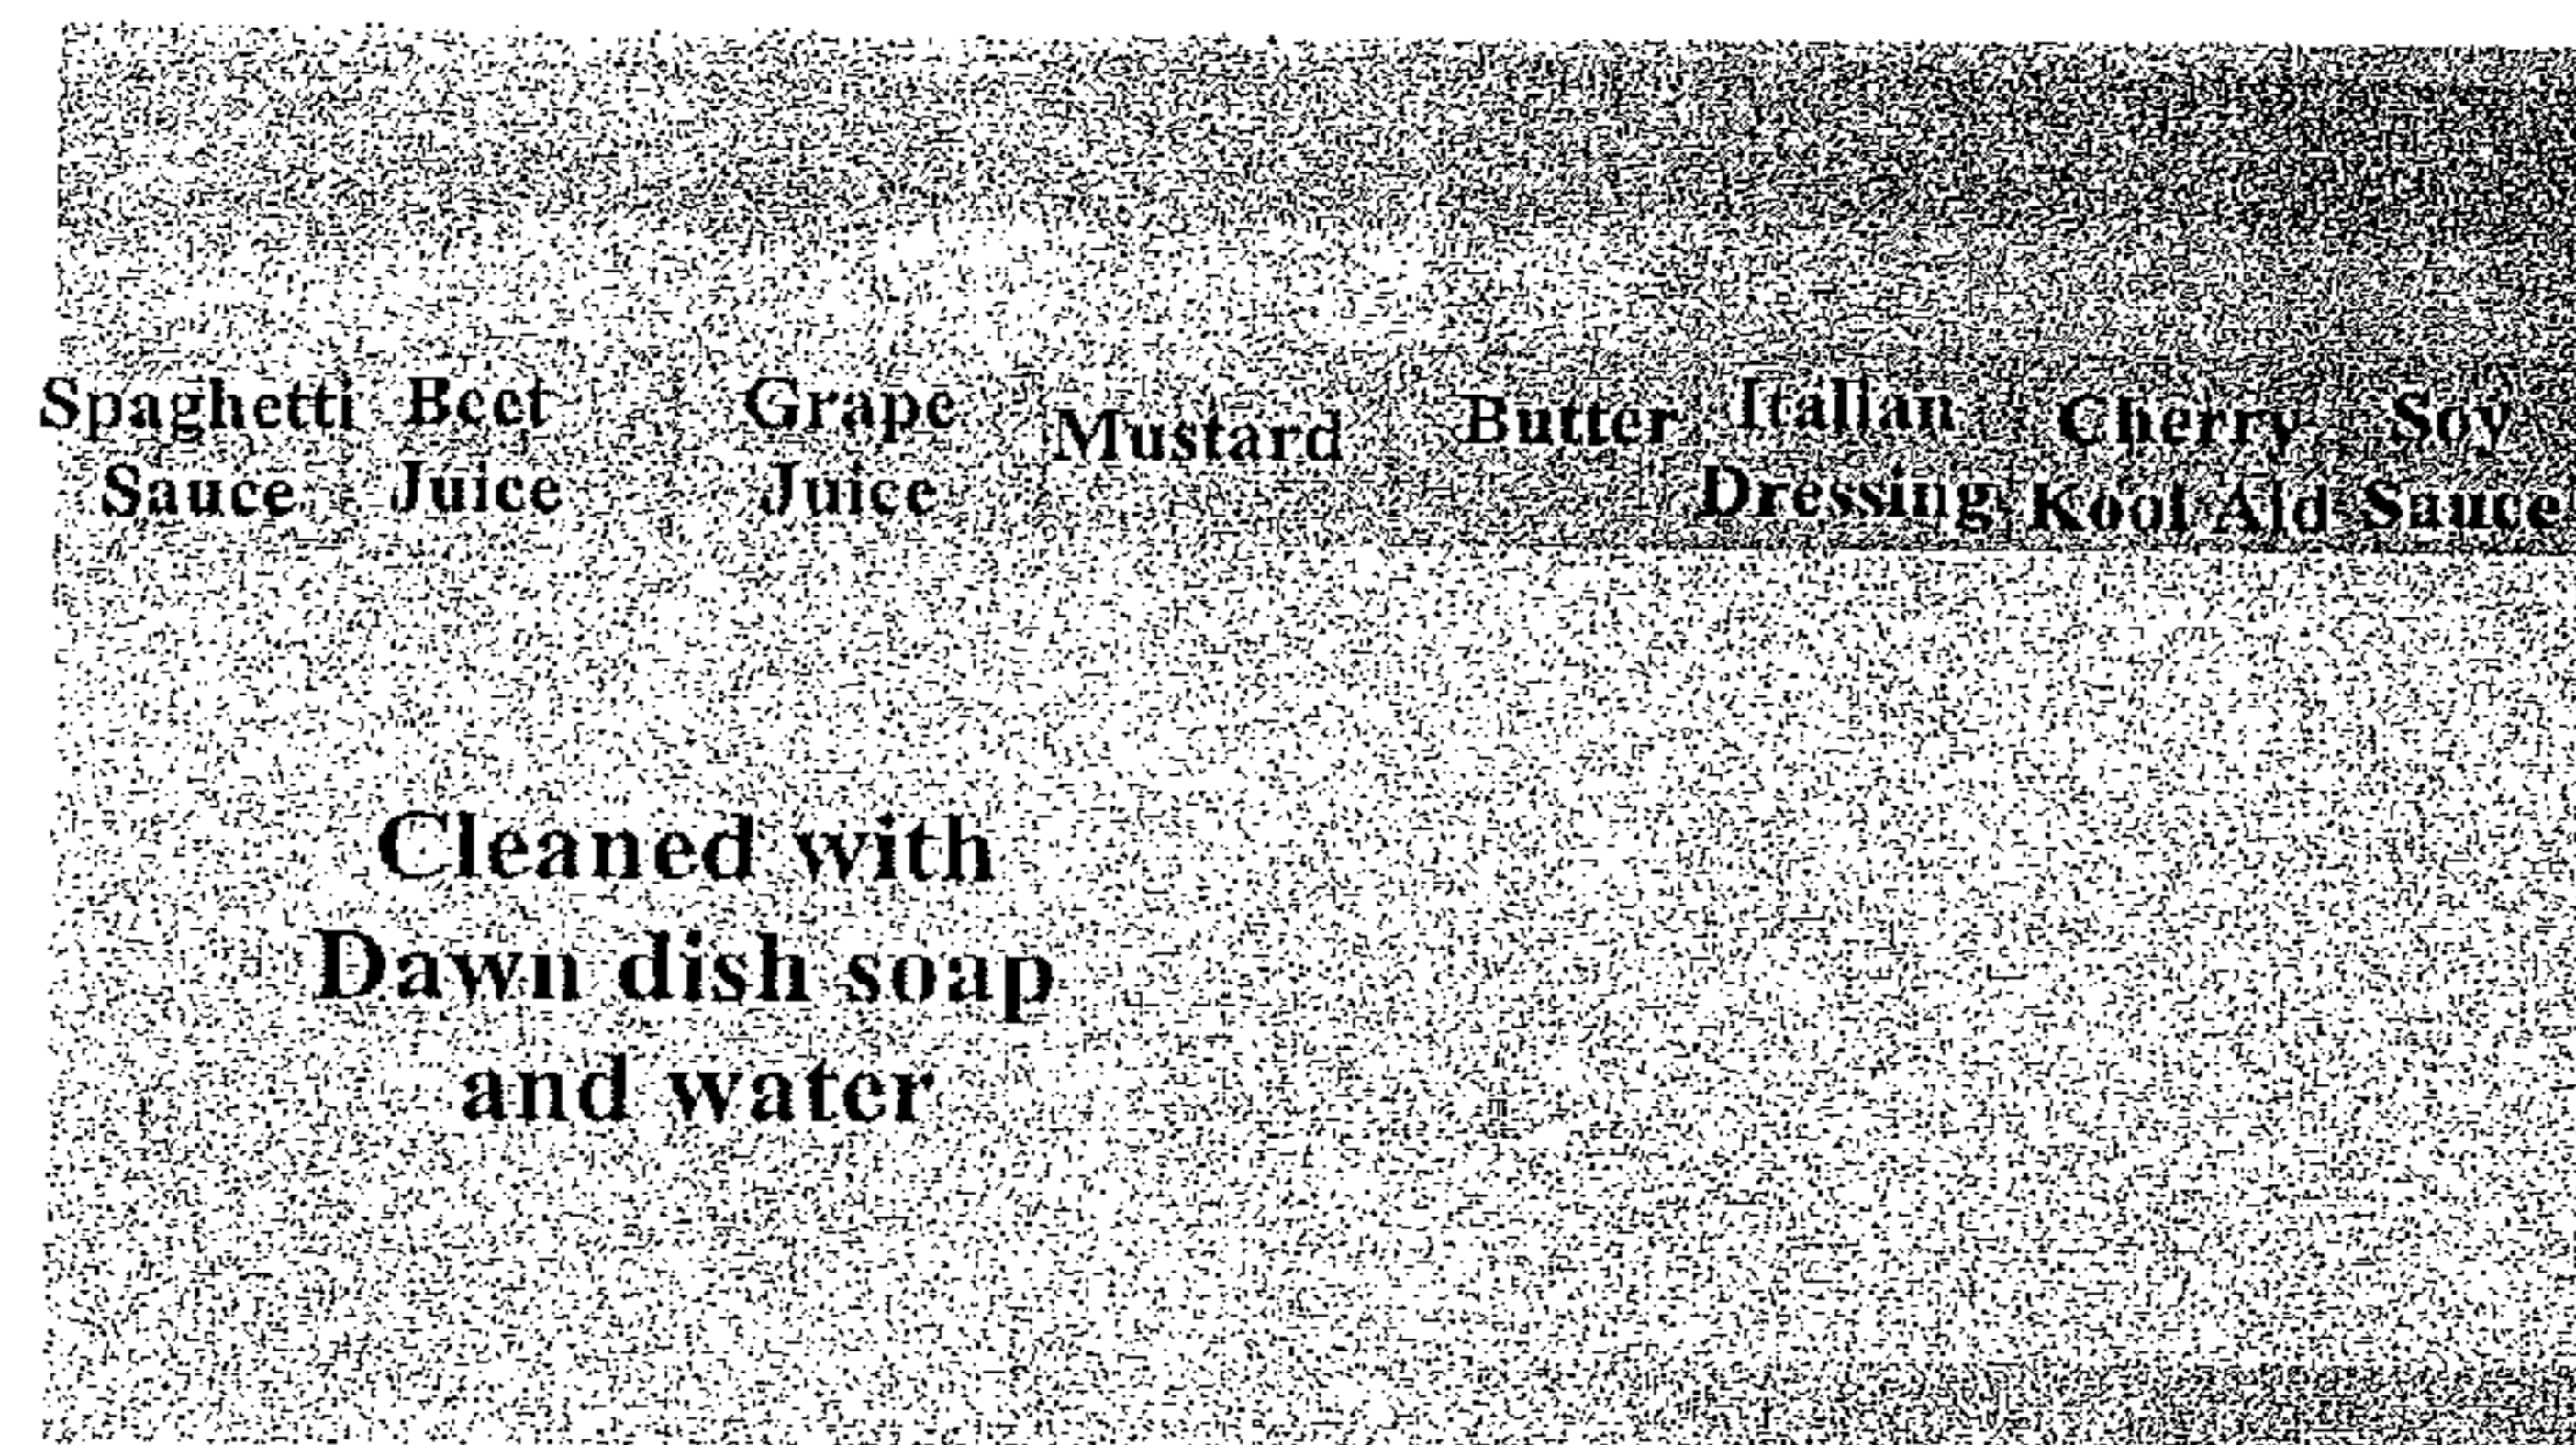 Spaghetti Sauce
Beet Juice
Grape Juice
Mustard
Butter
Italian Dressing
Cherry Kool Aid
Soy Sauce
Cleaned with
Dawn dish soap
and water